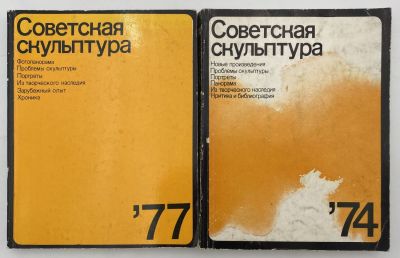 Советская
скульптура
Фотопанорама
Проблемы скульптуры
Портреты
Из творческого наследия
Зарубежный опыт
Хроника
'77
Советская
скульптура
Новые произведения
Проблемы скульптуры
Портреты
Панорама
Из творческого наследия
Критика и библиография
'74